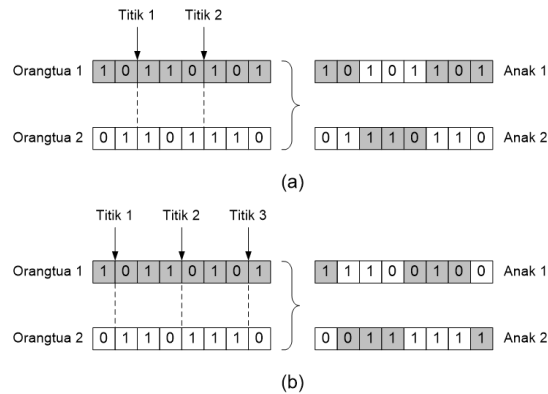 Titik 1 Titik 2
Orangtua 1 1 0 1 1 0 1 0 1 1 0 1 0 1 1 0 1 Anak 1
Orangtua 2 0 1 1 0 1 1 1 0 0 1 1 1 0 1 1 0 Anak 2
(a)
Titik 1 Titik 2 Titik 3
Orangtua 1 1 0 1 1 0 1 0 1 1 1 1 0 0 1 0 0 Anak 1
Orangtua 2 0 1 1 0 1 1 1 0 0 0 1 1 1 1 1 1 Anak 2
(b)